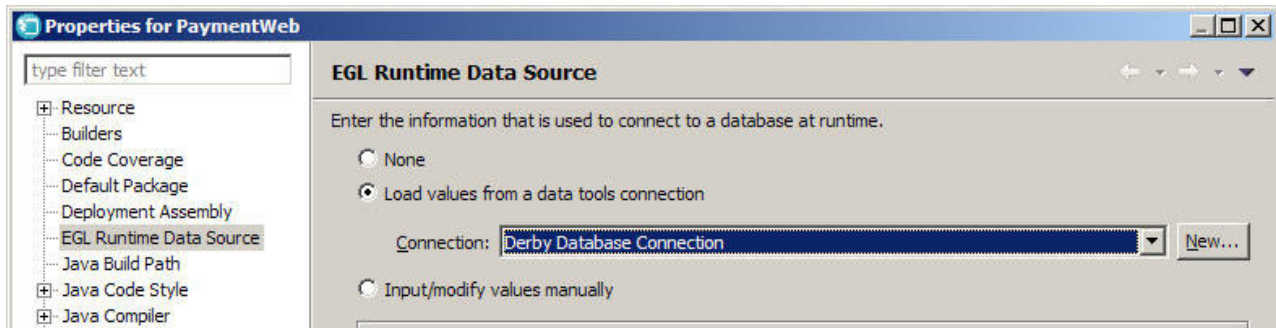 Properties for PaymentWeb
type filter text
Resource
Builders
Code Coverage
Default Package
Deployment Assembly
EGL Runtime Data Source
Java Build Path
Java Code Style
Java Compiler
EGL Runtime Data Source
Enter the information that is used to connect to a database at runtime.
None
Load values from a data tools connection
Connection: Derby Database Connection New...
Input/modify values manually